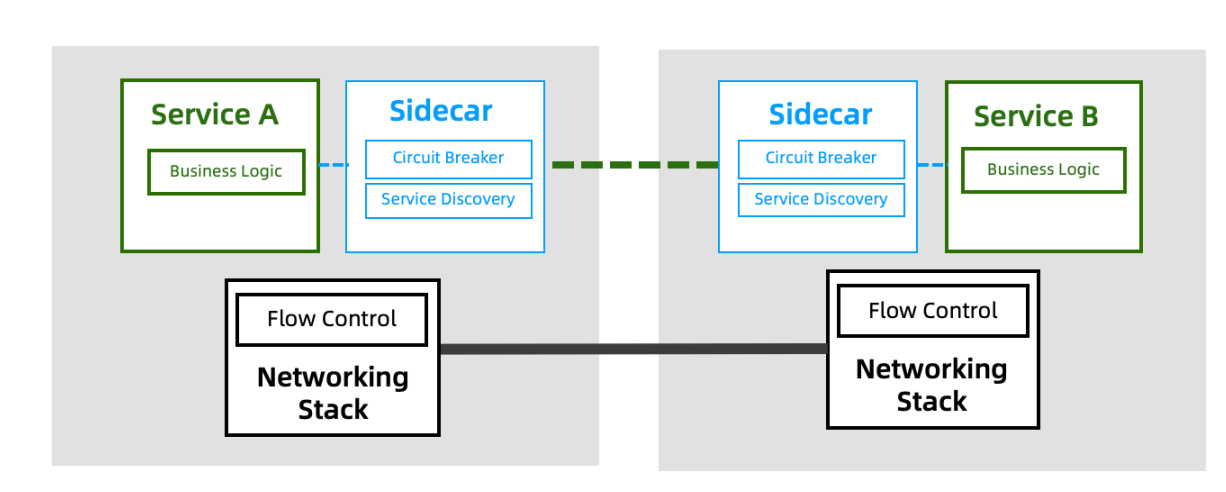 Service A
Business Logic
Sidecar
Circuit Breaker
Service Discovery
Flow Control
Networking
Stack
Sidecar
Circuit Breaker
Service Discovery
Service B
Business Logic
Flow Control
Networking
Stack